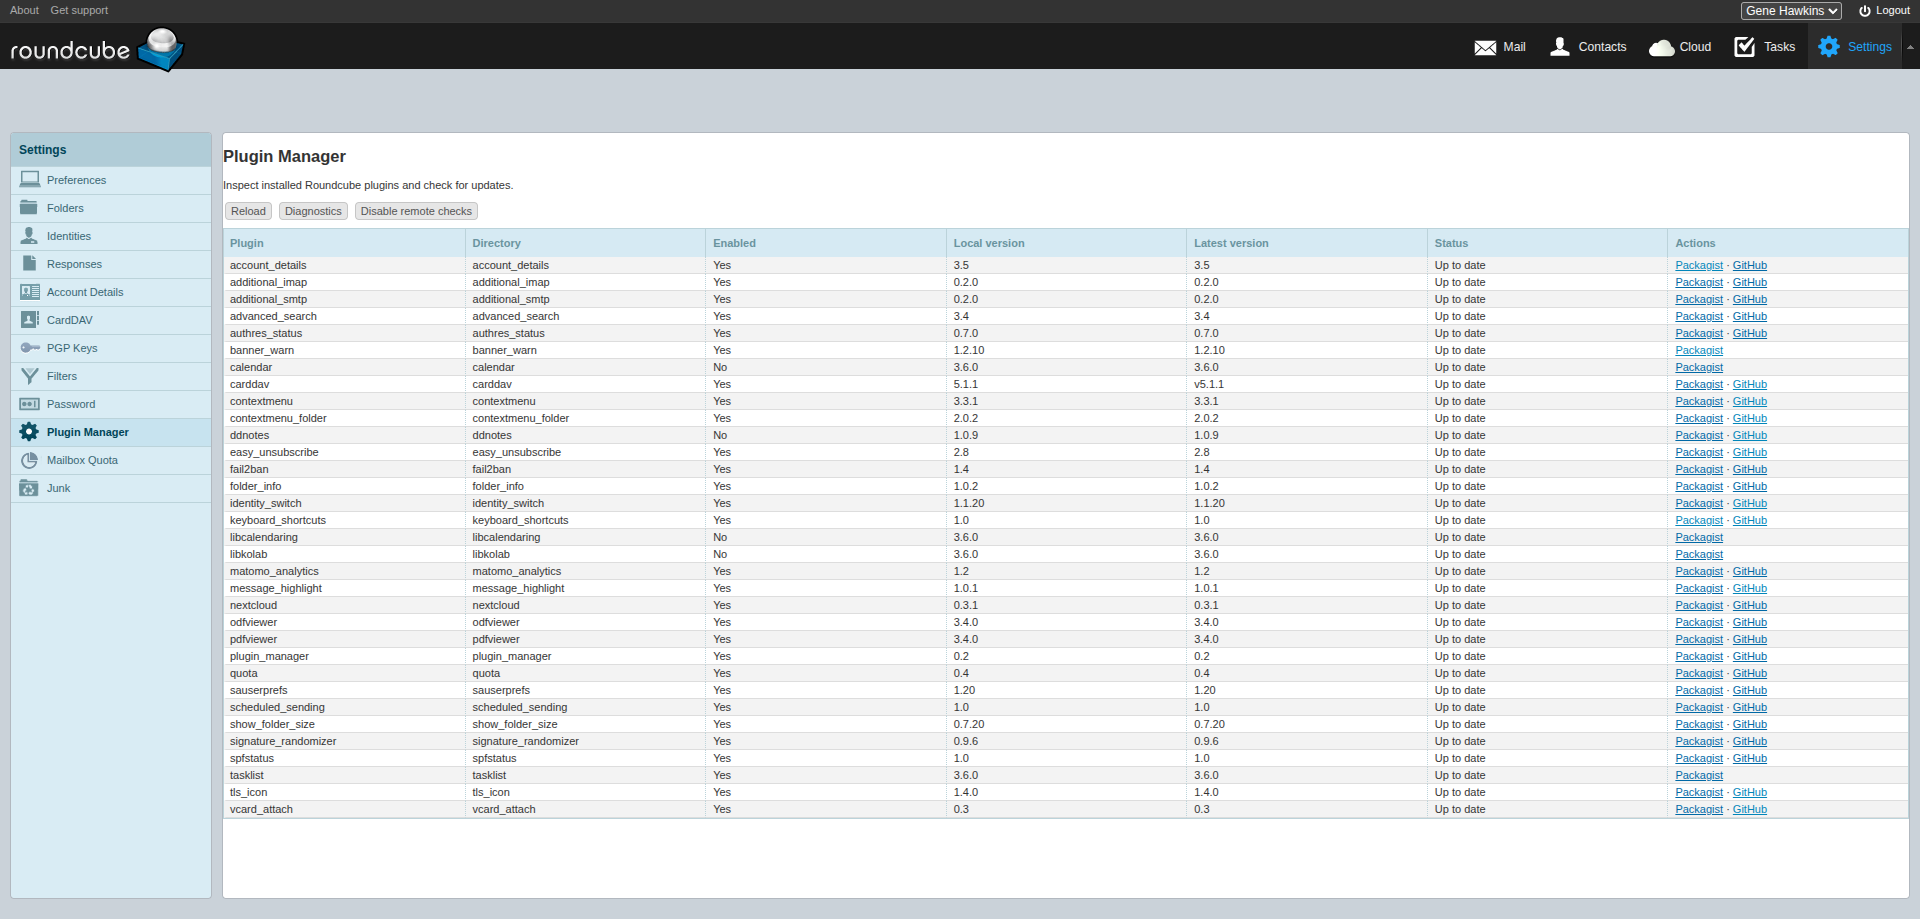 About Get support
Gene Hawkins Logout
roundcube
Mail Contacts Cloud Tasks Settings
Settings
Preferences
Folders
Identities
Responses
Account Details
CardDAV
PGP Keys
Filters
Password
Plugin Manager
Mailbox Quota
Junk
Plugin Manager
Inspect installed Roundcube plugins and check for updates.
Reload Diagnostics Disable remote checks
Plugin Directory Enabled Local version Latest version Status Actions
account_details account_details Yes 3.5 3.5 Up to date Packagist · GitHub
additional_imap additional_imap Yes 0.2.0 0.2.0 Up to date Packagist · GitHub
additional_smtp additional_smtp Yes 0.2.0 0.2.0 Up to date Packagist · GitHub
advanced_search advanced_search Yes 3.4 3.4 Up to date Packagist · GitHub
authres_status authres_status Yes 0.7.0 0.7.0 Up to date Packagist · GitHub
banner_warn banner_warn Yes 1.2.10 1.2.10 Up to date Packagist
calendar calendar No 3.6.0 3.6.0 Up to date Packagist
carddav carddav Yes 5.1.1 v5.1.1 Up to date Packagist · GitHub
contextmenu contextmenu Yes 3.3.1 3.3.1 Up to date Packagist · GitHub
contextmenu_folder contextmenu_folder Yes 2.0.2 2.0.2 Up to date Packagist · GitHub
ddnotes ddnotes No 1.0.9 1.0.9 Up to date Packagist · GitHub
easy_unsubscribe easy_unsubscribe Yes 2.8 2.8 Up to date Packagist · GitHub
fail2ban fail2ban Yes 1.4 1.4 Up to date Packagist · GitHub
folder_info folder_info Yes 1.0.2 1.0.2 Up to date Packagist · GitHub
identity_switch identity_switch Yes 1.1.20 1.1.20 Up to date Packagist · GitHub
keyboard_shortcuts keyboard_shortcuts Yes 1.0 1.0 Up to date Packagist · GitHub
libcalendaring libcalendaring No 3.6.0 3.6.0 Up to date Packagist
libkolab libkolab No 3.6.0 3.6.0 Up to date Packagist
matomo_analytics matomo_analytics Yes 1.2 1.2 Up to date Packagist · GitHub
message_highlight message_highlight Yes 1.0.1 1.0.1 Up to date Packagist · GitHub
nextcloud nextcloud Yes 0.3.1 0.3.1 Up to date Packagist · GitHub
odfviewer odfviewer Yes 3.4.0 3.4.0 Up to date Packagist · GitHub
pdfviewer pdfviewer Yes 3.4.0 3.4.0 Up to date Packagist · GitHub
plugin_manager plugin_manager Yes 0.2 0.2 Up to date Packagist · GitHub
quota quota Yes 0.4 0.4 Up to date Packagist · GitHub
sauserprefs sauserprefs Yes 1.20 1.20 Up to date Packagist · GitHub
scheduled_sending scheduled_sending Yes 1.0 1.0 Up to date Packagist · GitHub
show_folder_size show_folder_size Yes 0.7.20 0.7.20 Up to date Packagist · GitHub
signature_randomizer signature_randomizer Yes 0.9.6 0.9.6 Up to date Packagist · GitHub
spfstatus spfstatus Yes 1.0 1.0 Up to date Packagist · GitHub
tasklist tasklist Yes 3.6.0 3.6.0 Up to date Packagist
tls_icon tls_icon Yes 1.4.0 1.4.0 Up to date Packagist · GitHub
vcard_attach vcard_attach Yes 0.3 0.3 Up to date Packagist · GitHub